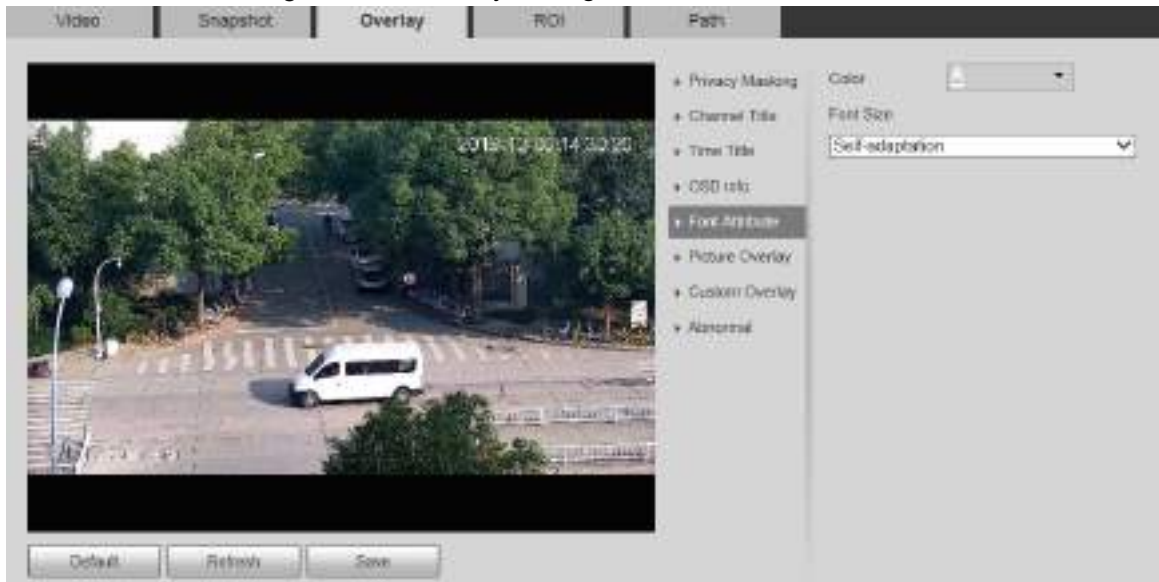 Video Snapshot Overlay ROI Path
Privacy Masking
Channel Title
Time Title
OSD Info
Font Attribute
Picture Overlay
Custom Overlay
Abnormal
Color
Font Size
Self-adaptation
Default Refresh Save